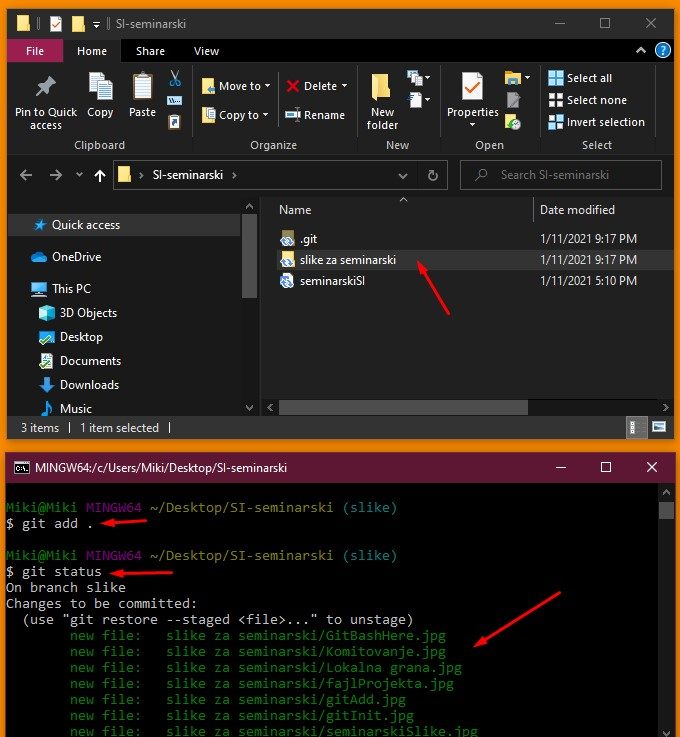 SI-seminarski
File Home Share View
Move to Delete Select all
Copy to Rename Select none
Invert selection
Pin to Quick access Copy Paste New folder Properties
Clipboard Organize New Open Select
SI-seminarski Search SI-seminarski
Name Date modified
Quick access
OneDrive
This PC
3D Objects
Desktop
Documents
Downloads
Music
.git 1/11/2021 9:17 PM
slike za seminarski 1/11/2021 9:17 PM
seminarskiSI 1/11/2021 5:10 PM
3 items 1 item selected
MINGW64:/c/Users/Miki/Desktop/SI-seminarski
Miki@Miki MINGW64 ~/Desktop/SI-seminarski (slike)
$ git add .
Miki@Miki MINGW64 ~/Desktop/SI-seminarski (slike)
$ git status
On branch slike
Changes to be committed:
(use "git restore --staged <file>..." to unstage)
new file: slike za seminarski/GitBashHere.jpg
new file: slike za seminarski/Komitovanje.jpg
new file: slike za seminarski/Lokalna grana.jpg
new file: slike za seminarski/fajlProjekta.jpg
new file: slike za seminarski/gitAdd.jpg
new file: slike za seminarski/gitInit.jpg
new file: slike za seminarski/seminarskiSlike.jpg